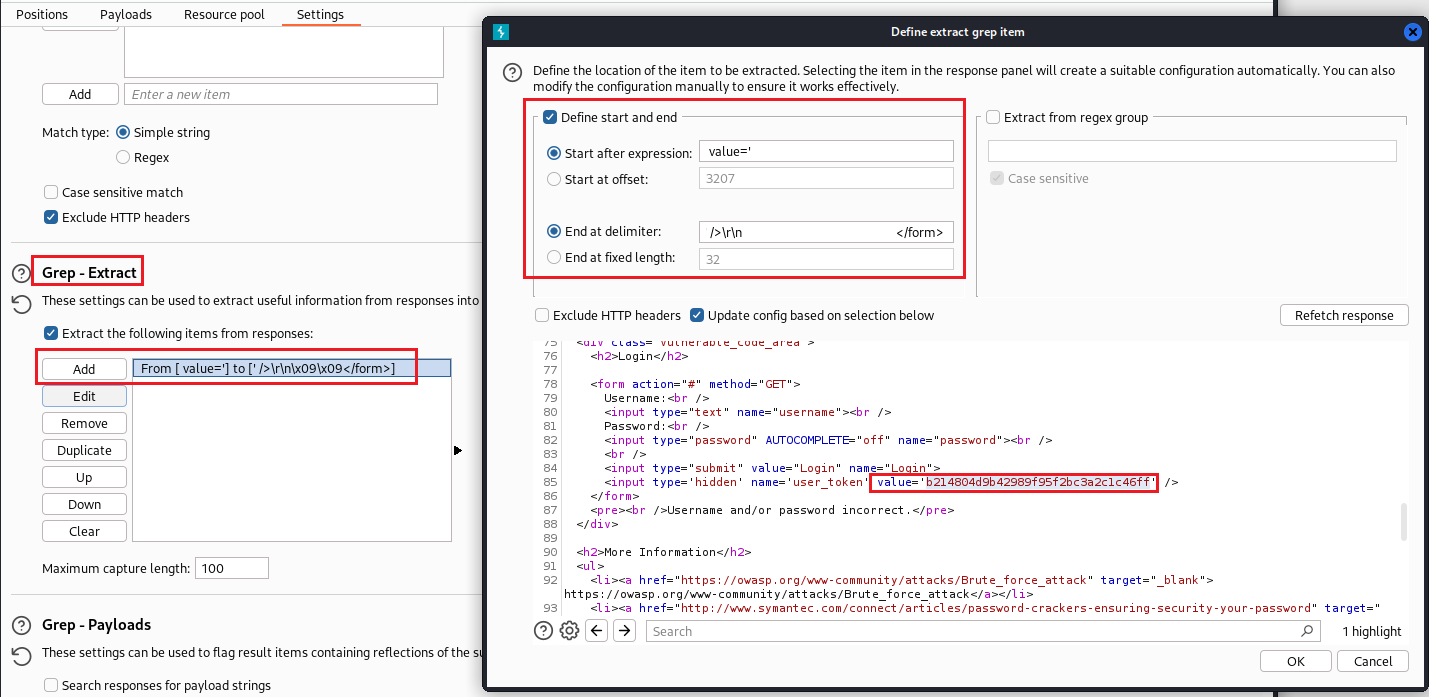 Positions
Payloads
Resource pool
Settings
Add
Enter a new item
Match type:
Simple string
Regex
Case sensitive match
Exclude HTTP headers
Grep - Extract
These settings can be used to extract useful information from responses into
Extract the following items from responses:
Add
From [ value='] to [' />\r\n\x09\x09</form>]
Edit
Remove
Duplicate
Up
Down
Clear
Maximum capture length:
100
Grep - Payloads
These settings can be used to flag result items containing reflections of the su
Search responses for payload strings
Define extract grep item
Define the location of the item to be extracted. Selecting the item in the response panel will create a suitable configuration automatically. You can also
modify the configuration manually to ensure it works effectively.
Define start and end
Start after expression:
value='
Start at offset:
3207
End at delimiter:
/>\r\n </form>
End at fixed length:
32
Extract from regex group
Case sensitive
Exclude HTTP headers
Update config based on selection below
Refetch response
75 <div class="vulnerable_code_area">
76 <h2>Login</h2>
77
78 <form action="#" method="GET">
79 Username:<br />
80 <input type="text" name="username"><br />
81 Password:<br />
82 <input type="password" AUTOCOMPLETE="off" name="password"><br />
83 <br />
84 <input type="submit" value="Login" name="Login">
85 <input type='hidden' name='user_token' value='b214804d9b42989f95f2bc3a2c1c46ff' />
86 </form>
87 <pre><br />Username and/or password incorrect.</pre>
88 </div>
89
90 <h2>More Information</h2>
91 <ul>
92 <li><a href="https://owasp.org/www-community/attacks/Brute_force_attack" target="_blank">
https://owasp.org/www-community/attacks/Brute_force_attack</a></li>
93 <li><a href="http://www.symantec.com/connect/articles/password-crackers-ensuring-security-your-password" target="
Search
1 highlight
OK
Cancel